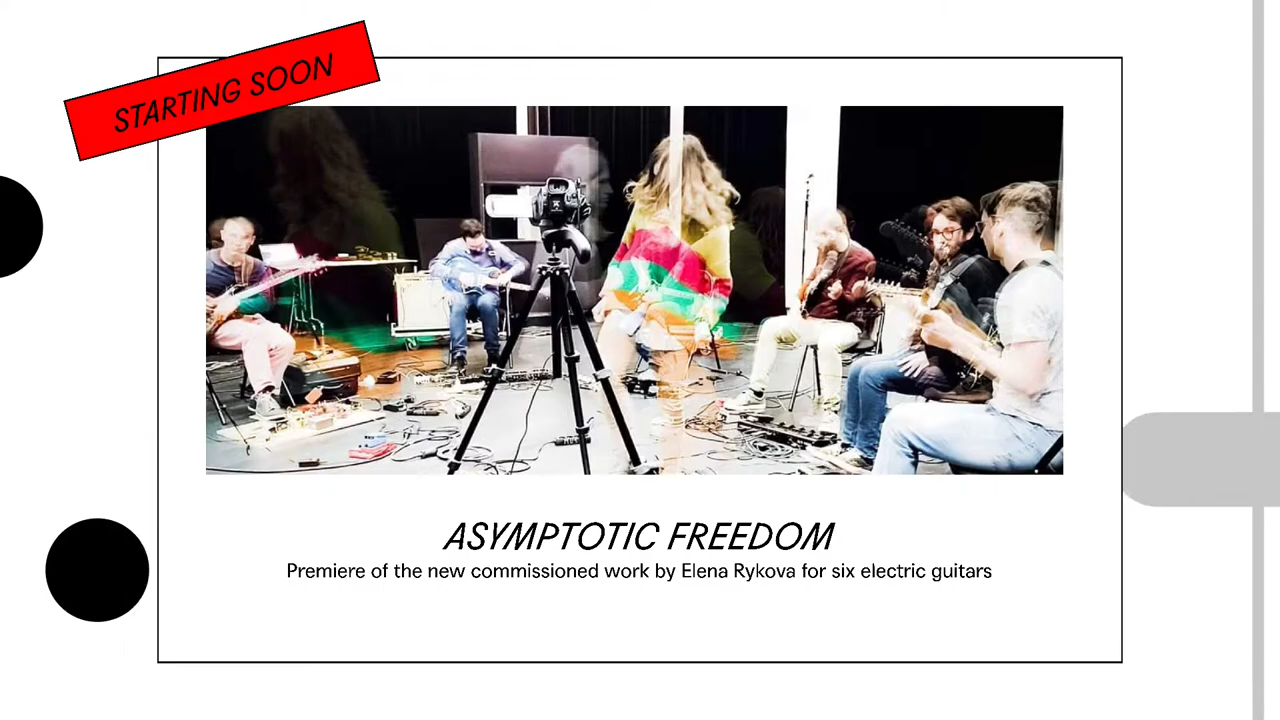 STARTING SOON
ASYMPTOTIC FREEDOM
Premiere of the new commissioned work by Elena Rykova for six electric guitars